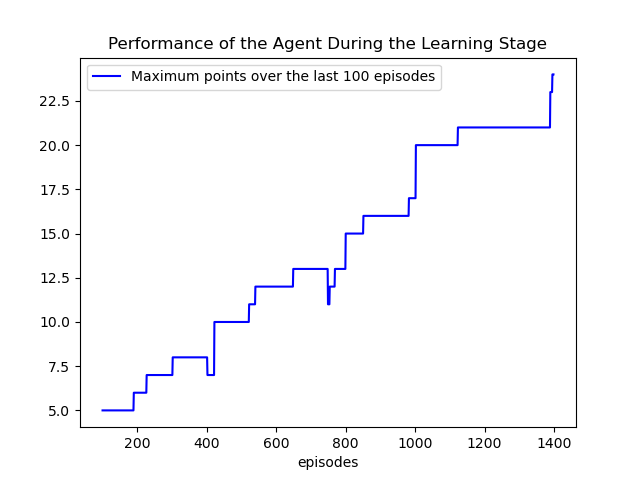 Performance of the Agent During the Learning Stage
Maximum points over the last 100 episodes
22.5
20.0
17.5
15.0
12.5
10.0
7.5
5.0
200 400 600 800 1000 1200 1400
episodes